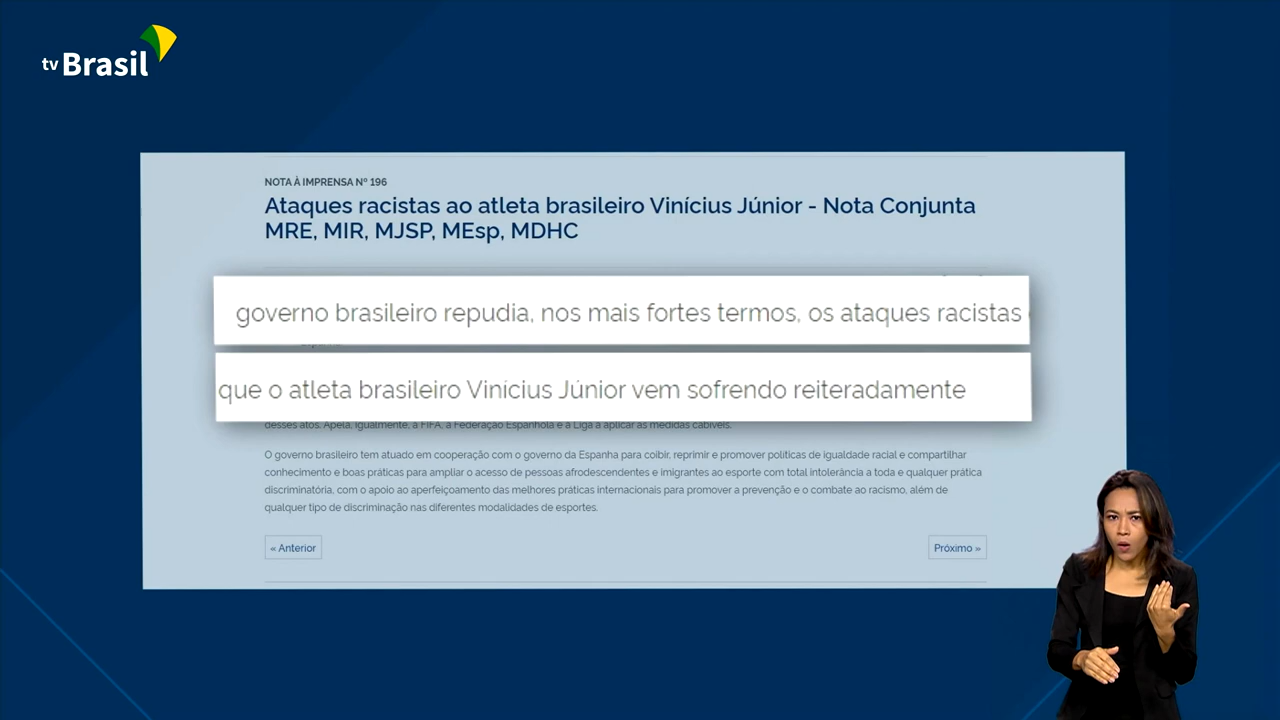 tv Brasil
NOTA À IMPRENSA Nº 196
Ataques racistas ao atleta brasileiro Vinícius Júnior - Nota Conjunta
MRE, MIR, MJSP, MEsp, MDHC
governo brasileiro repudia, nos mais fortes termos, os ataques racistas
que o atleta brasileiro Vinícius Júnior vem sofrendo reiteradamente
desses atos. Apela, igualmente, à FIFA, à Federação Espanhola e à Liga a aplicar as medidas cabíveis.
O governo brasileiro tem atuado em cooperação com o governo da Espanha para coibir, reprimir e promover políticas de igualdade racial e compartilhar
conhecimento e boas práticas para ampliar o acesso de pessoas afrodescendentes e imigrantes ao esporte com total intolerância a toda e qualquer prática
discriminatória, com o apoio ao aperfeiçoamento das melhores práticas internacionais para promover a prevenção e o combate ao racismo, além de
qualquer tipo de discriminação nas diferentes modalidades de esportes.
« Anterior
Próximo »